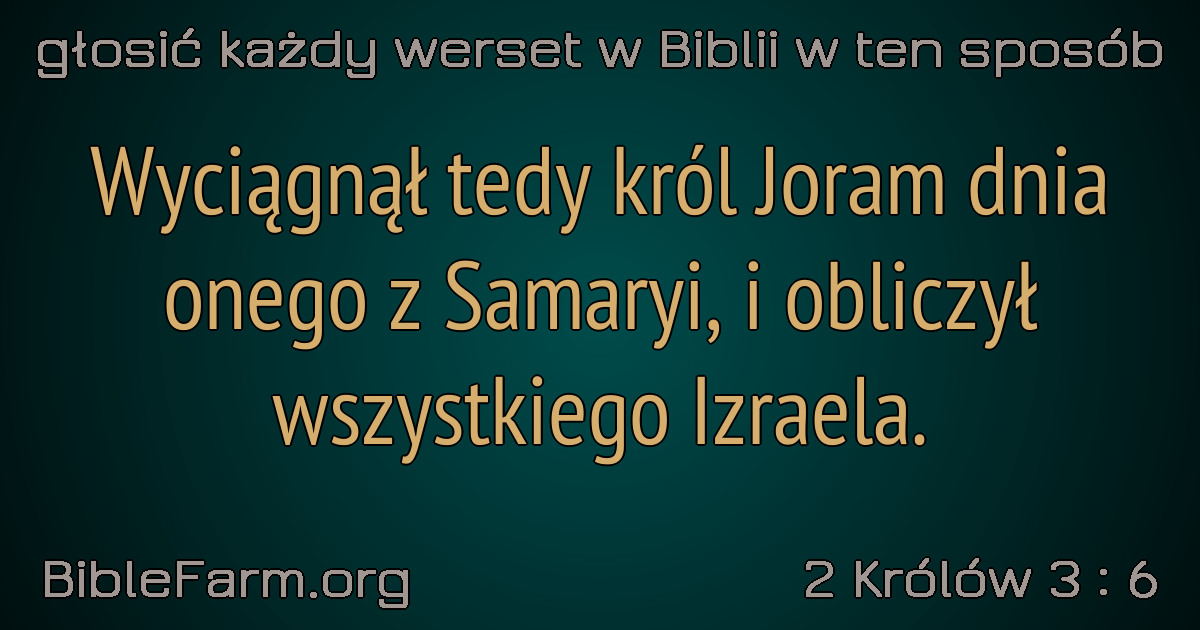 głosić każdy werset w Biblii w ten sposób
Wyciągnął tedy król Joram dnia
onego z Samaryi, i obliczył
wszystkiego Izraela.
BibleFarm.org
2 Królów 3 : 6